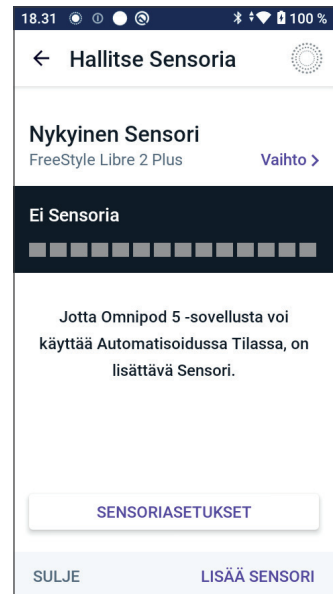 18.31 100 %
Hallitse Sensoria
Nykyinen Sensori
FreeStyle Libre 2 Plus Vaihto
Ei Sensoria
Jotta Omnipod 5 -sovellusta voi
käyttää Automatisoidussa Tilassa, on
lisättävä Sensori.
SENSORIASETUKSET
SULJE LISÄÄ SENSORI